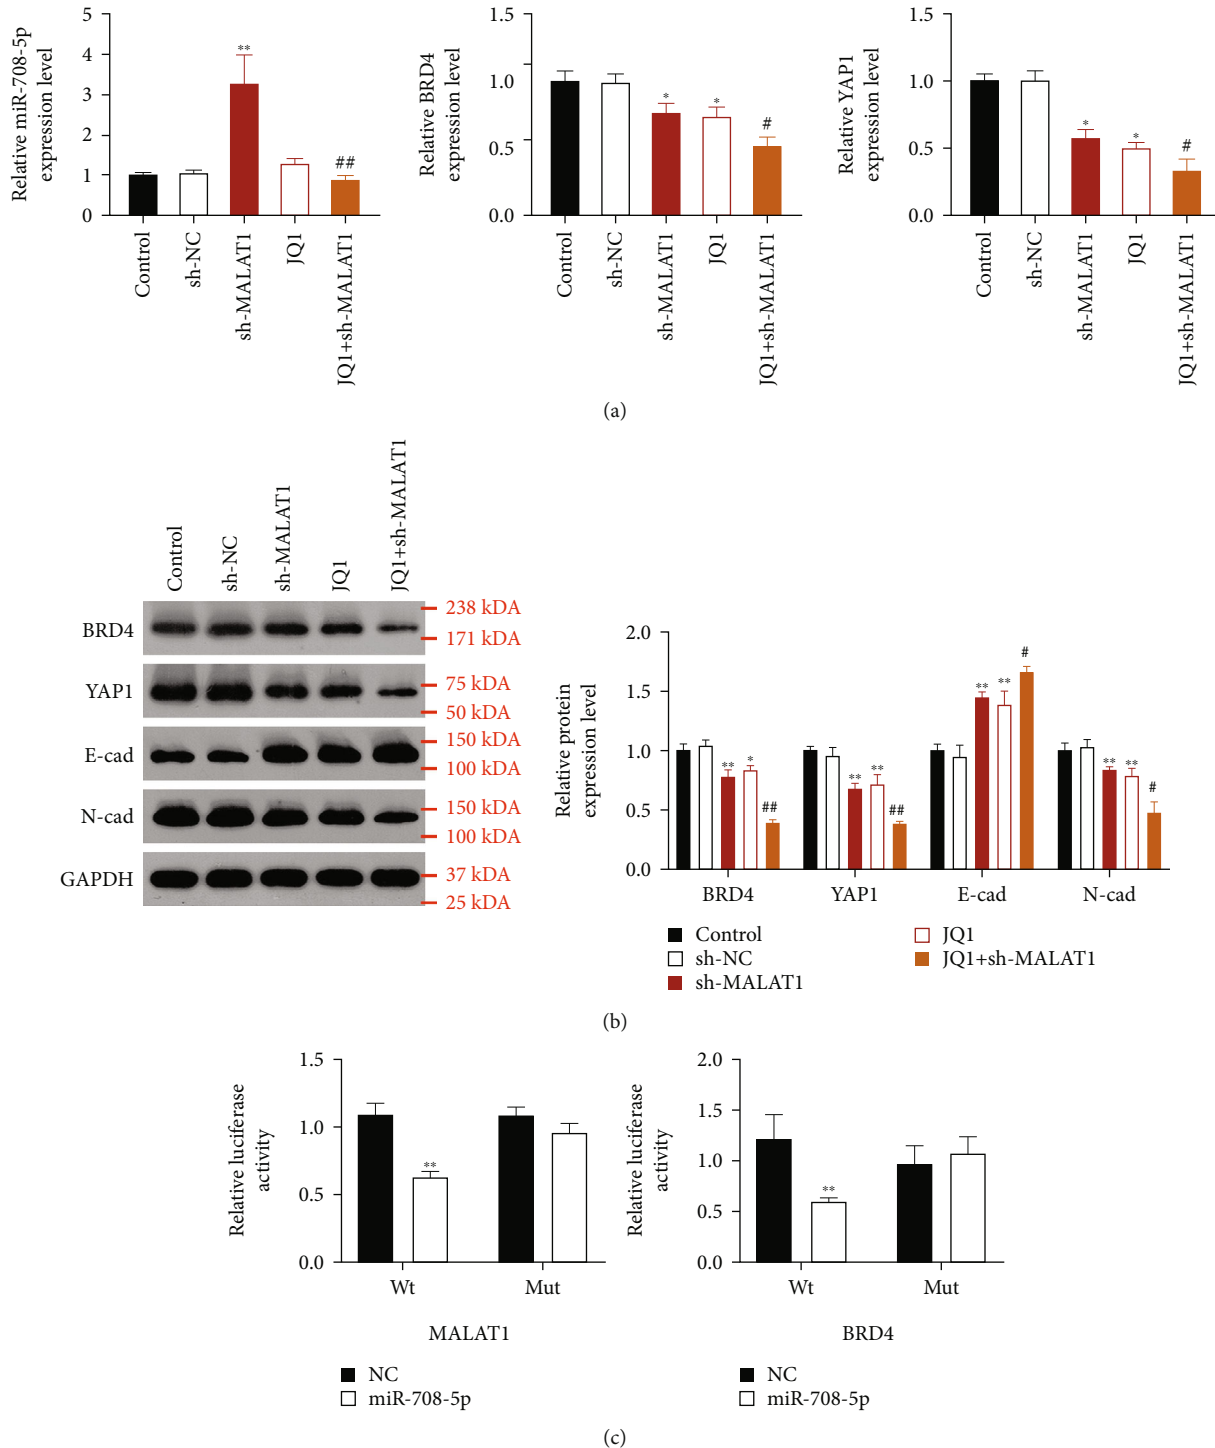 Relative miR-708-5p
expression level
5
4
3
2
1
0
**
##
Control
sh-NC
sh-MALAT1
JQ1
JQ1+sh-MALAT1
Relative BRD4
expression level
1.5
1.0
0.5
0.0
*
*
#
Control
sh-NC
sh-MALAT1
JQ1
JQ1+sh-MALAT1
Relative YAP1
expression level
1.5
1.0
0.5
0.0
*
*
#
Control
sh-NC
sh-MALAT1
JQ1
JQ1+sh-MALAT1
(a)
Control
sh-NC
sh-MALAT1
JQ1
JQ1+sh-MALAT1
BRD4
238 kDA
171 kDA
YAP1
75 kDA
50 kDA
E-cad
150 kDA
100 kDA
N-cad
150 kDA
100 kDA
GAPDH
37 kDA
25 kDA
Relative protein
expression level
2.0
1.5
1.0
0.5
0.0
** * ##
** ** ##
** ** #
** ** #
BRD4
YAP1
E-cad
N-cad
Control
sh-NC
sh-MALAT1
JQ1
JQ1+sh-MALAT1
(b)
Relative luciferase
activity
1.5
1.0
0.5
0.0
**
Wt
Mut
MALAT1
NC
miR-708-5p
Relative luciferase
activity
2.0
1.5
1.0
0.5
0.0
**
Wt
Mut
BRD4
NC
miR-708-5p
(c)